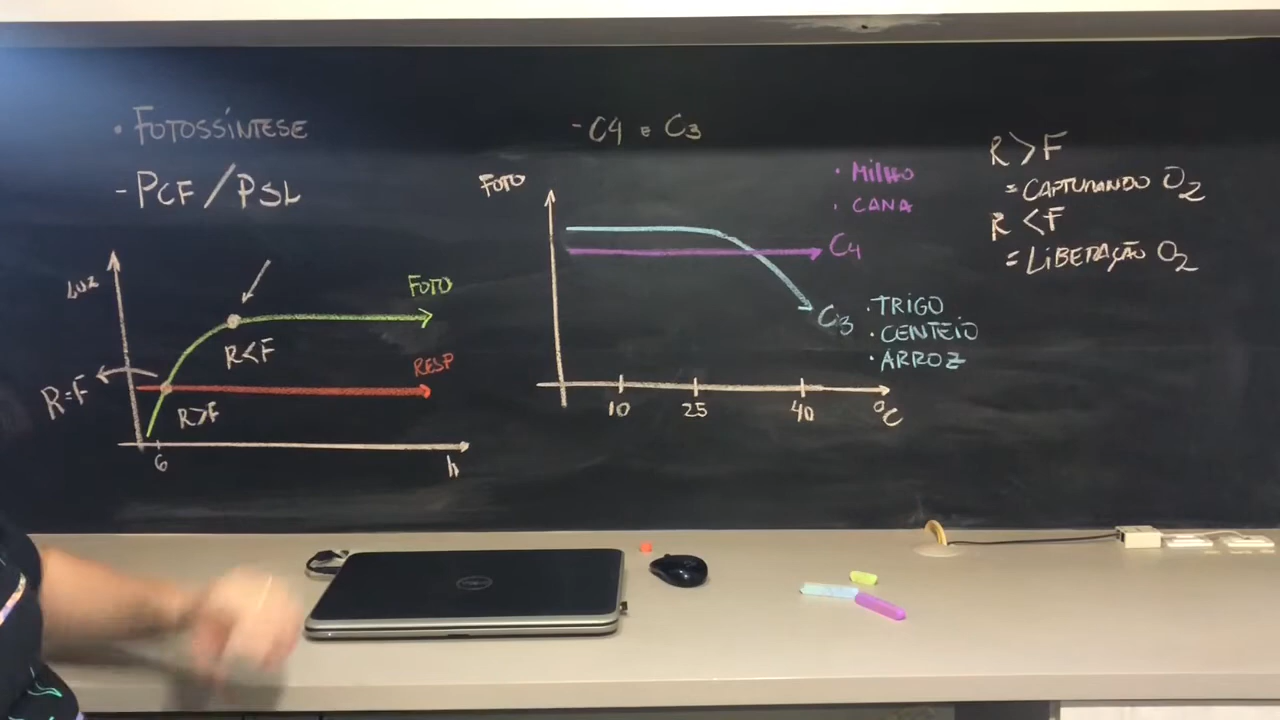 • FOTOSSÍNTESE
- PCF / PSL
LUZ
FOTO
R<F
RESP
R=F
R>F
6
h
- C4 e C3
FOTO
• MILHO
• CANA
C4
C3
• TRIGO
• CENTEIO
• ARROZ
10
25
40
°C
R>F
= CAPTURANDO O2
R<F
= LIBERAÇÃO O2